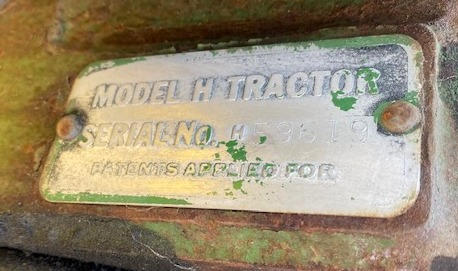 MODEL H TRACTOR
SERIAL NO. H
PATENTS APPLIED FOR